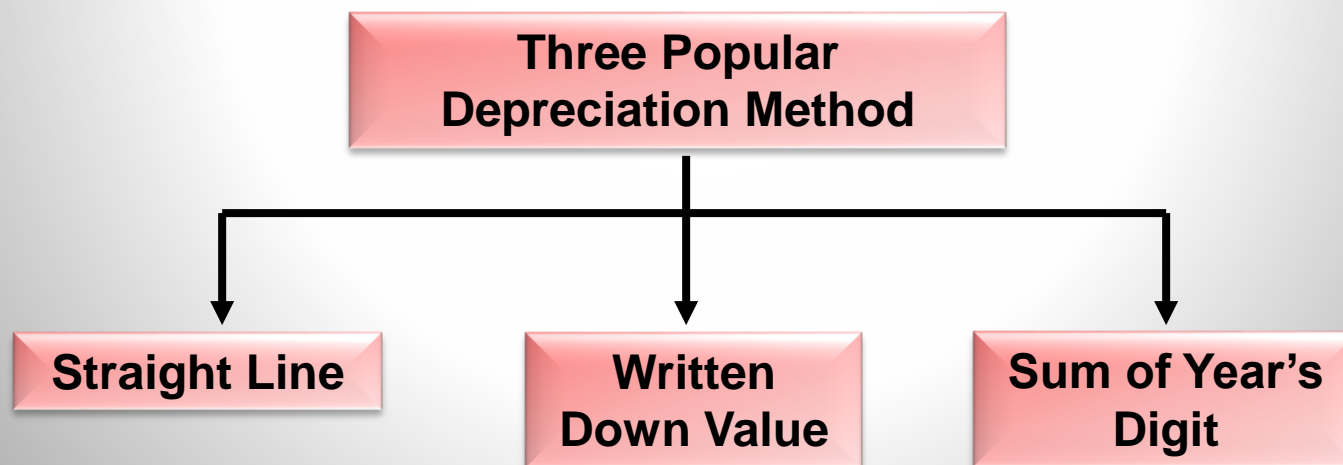 Three Popular
Depreciation Method
Straight Line
Written
Down Value
Sum of Year’s
Digit